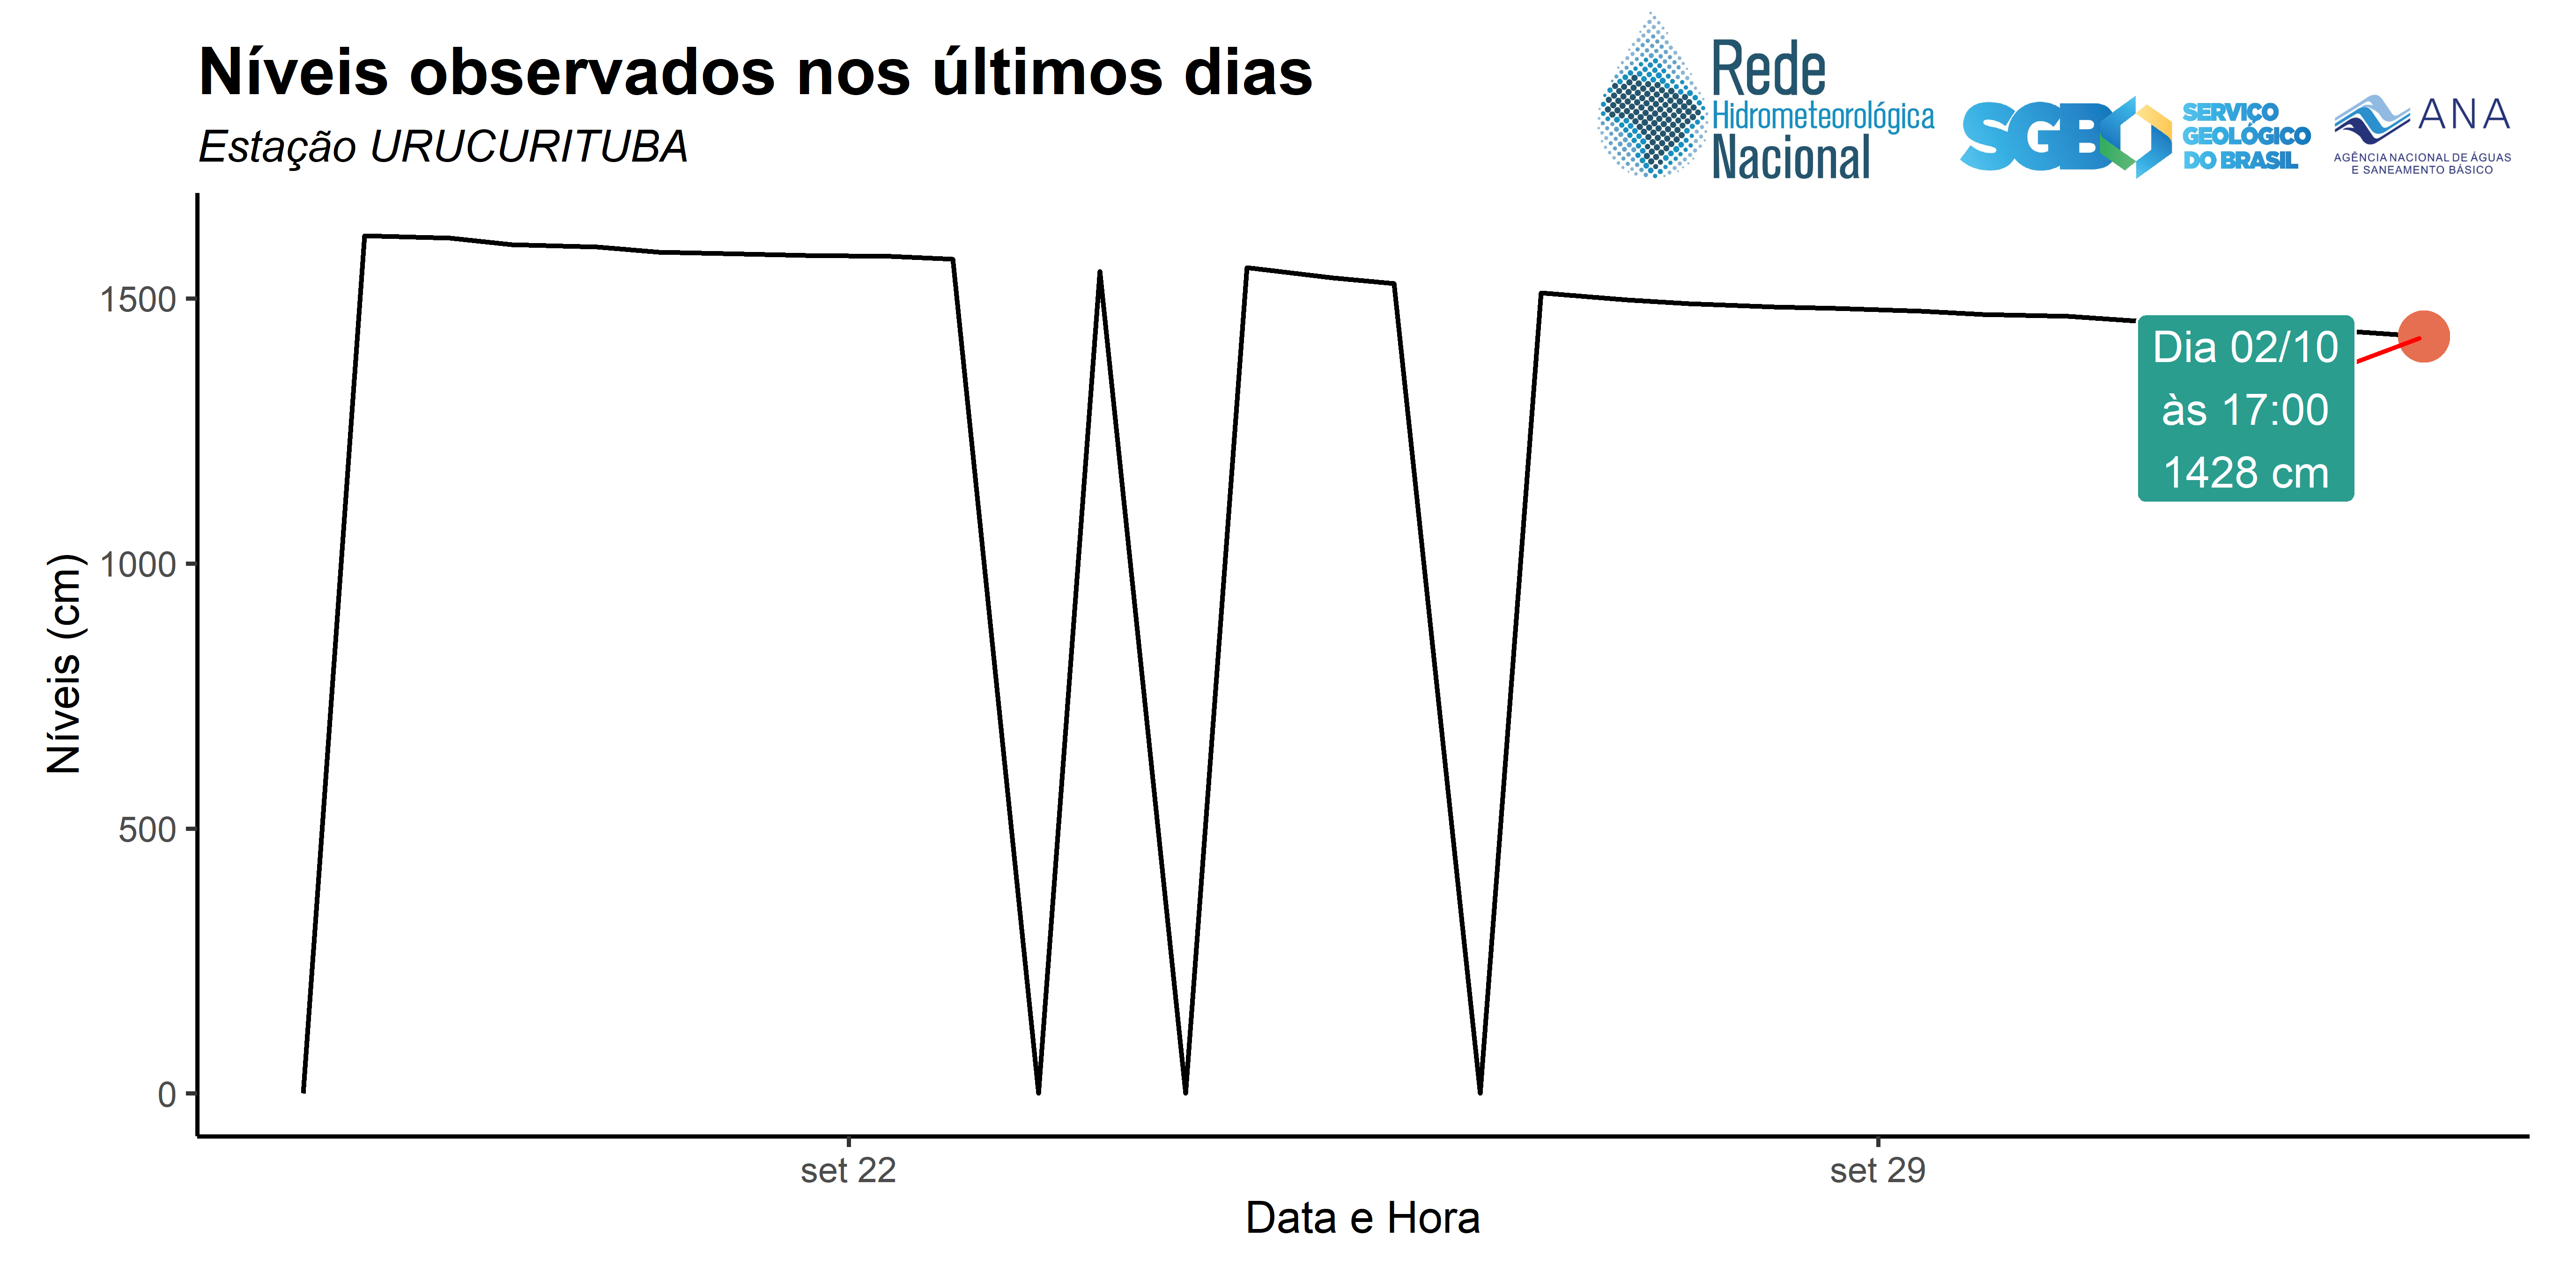 Níveis observados nos últimos dias
Estação URUCURITUBA
Rede
Hidrometeorológica
Nacional
SGB
SERVIÇO
GEOLÓGICO
DO BRASIL
ANA
AGÊNCIA NACIONAL DE ÁGUAS
E SANEAMENTO BÁSICO
Níveis (cm)
1500
1000
500
0
Dia 02/10
às 17:00
1428 cm
set 22
set 29
Data e Hora